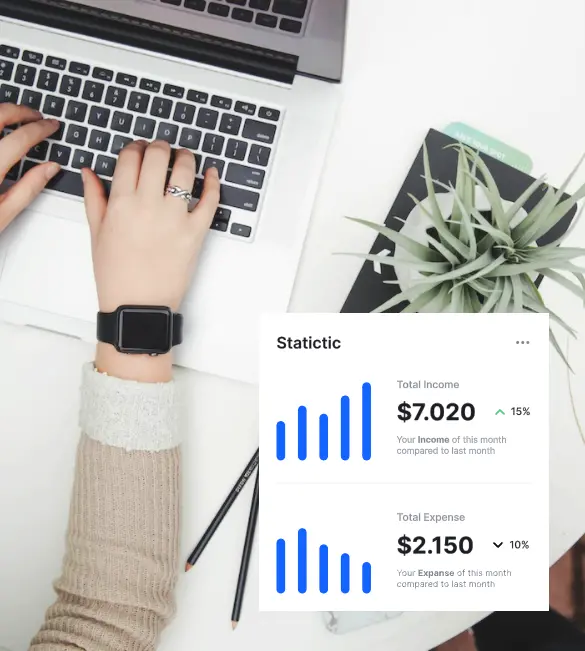 Statictic
Total Income
$7.020
15%
Your Income of this month
compared to last month
Total Expense
$2.150
10%
Your Expanse of this month
compared to last month